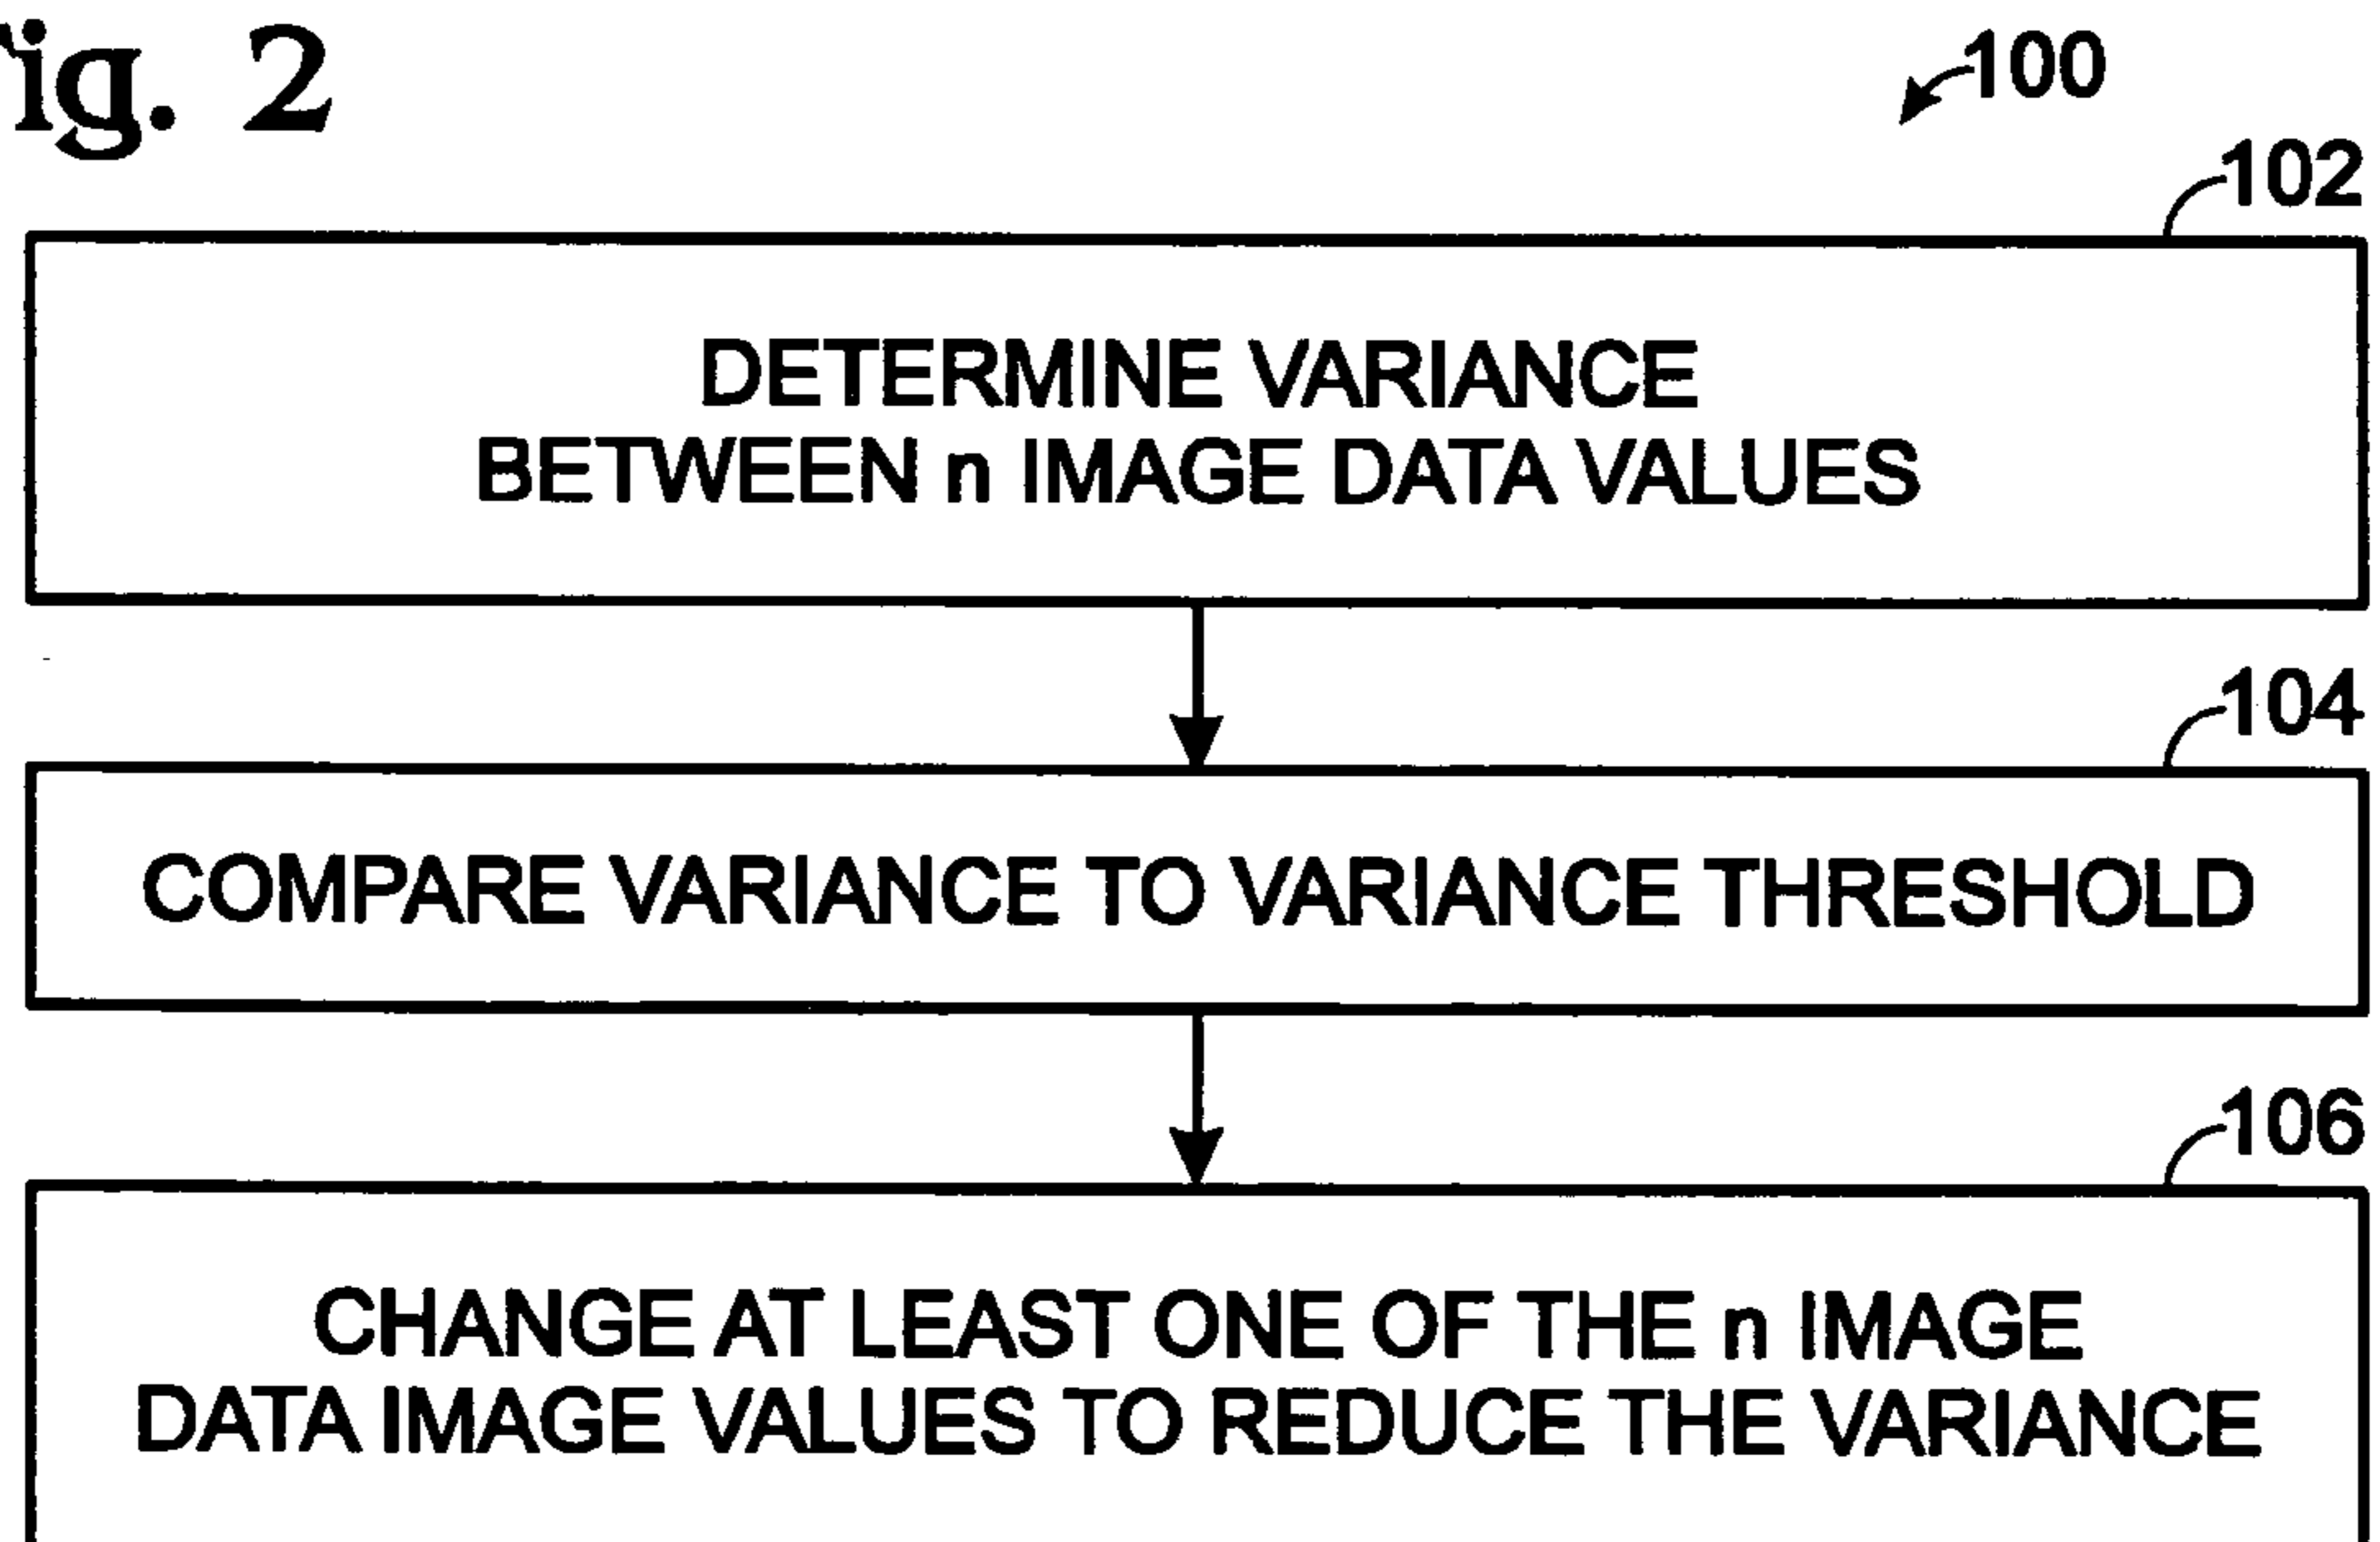 ig. 2
100
102
DETERMINE VARIANCE
BETWEEN n IMAGE DATA VALUES
104
COMPARE VARIANCE TO VARIANCE THRESHOLD
106
CHANGE AT LEAST ONE OF THE n IMAGE
DATA IMAGE VALUES TO REDUCE THE VARIANCE